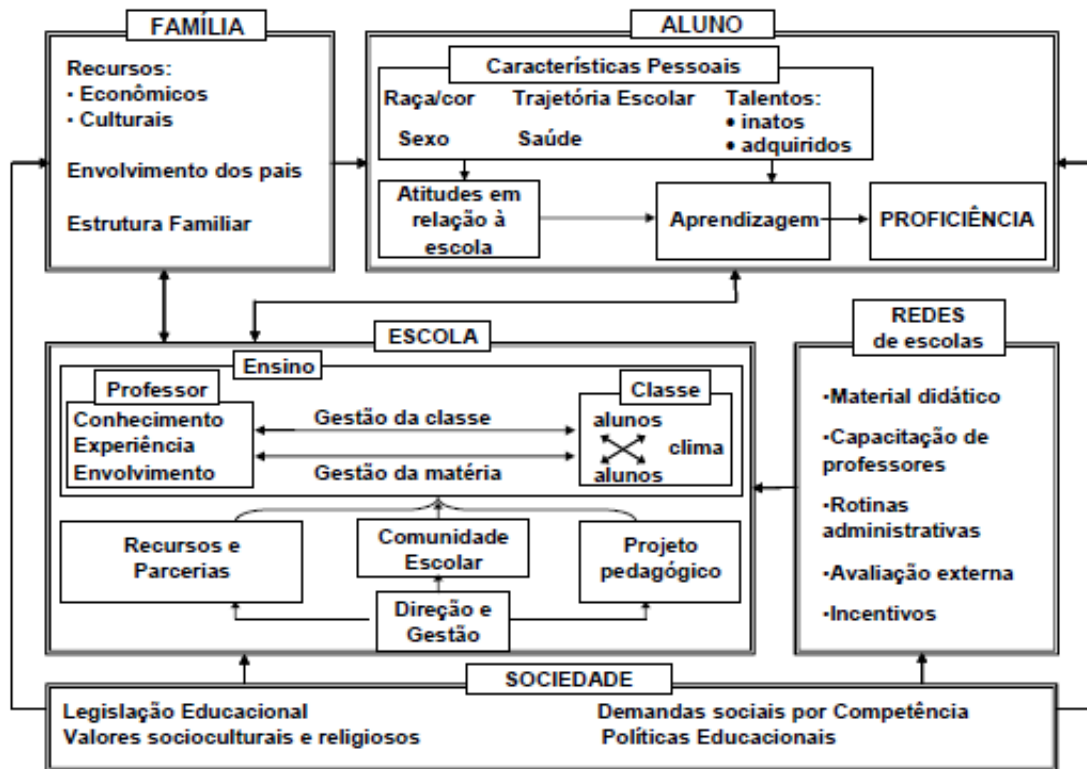 FAMÍLIA
Recursos:
· Econômicos
· Culturais
Envolvimento dos pais
Estrutura Familiar
ALUNO
Características Pessoais
Raça/cor
Trajetória Escolar
Talentos:
• inatos
• adquiridos
Sexo
Saúde
Atitudes em
relação à
escola
Aprendizagem
PROFICIÊNCIA
ESCOLA
Ensino
Professor
Conhecimento
Experiência
Envolvimento
Gestão da classe
Gestão da matéria
Classe
alunos
clima
alunos
Recursos e
Parcerias
Comunidade
Escolar
Projeto
pedagógico
Direção e
Gestão
REDES
de escolas
·Material didático
·Capacitação de
professores
·Rotinas
administrativas
·Avaliação externa
·Incentivos
SOCIEDADE
Legislação Educacional
Valores socioculturais e religiosos
Demandas sociais por Competência
Políticas Educacionais